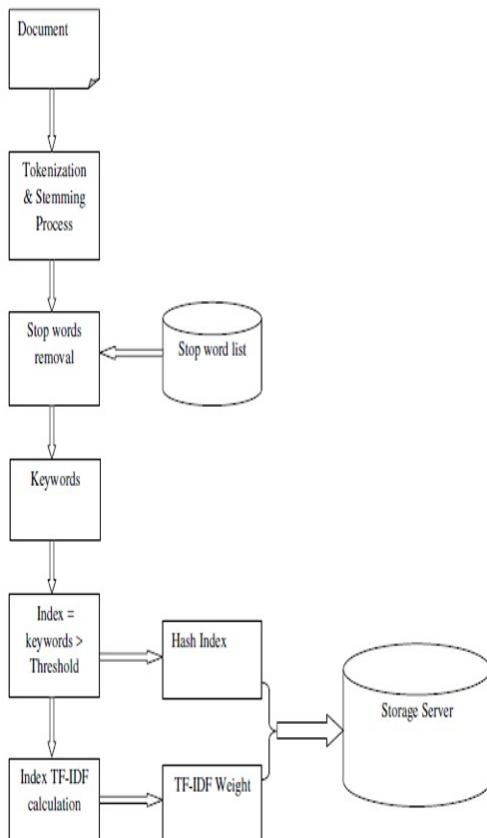 Document
Tokenization
& Stemming
Process
Stop words
removal
Stop word list
Keywords
Index =
keywords >
Threshold
Hash Index
Storage Server
Index TF-IDF
calculation
TF-IDF Weight